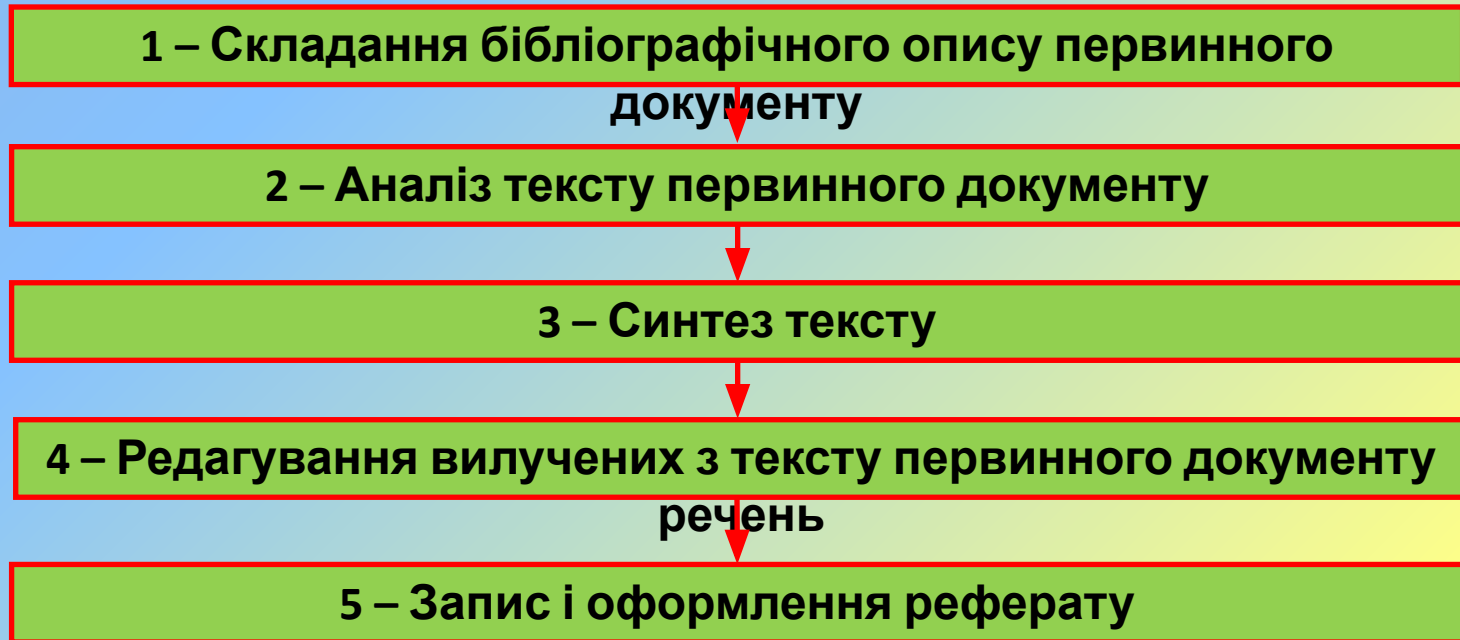 1 – Складання бібліографічного опису первинного
документу
2 – Аналіз тексту первинного документу
3 – Синтез тексту
4 – Редагування вилучених з тексту первинного документу
речень
5 – Запис і оформлення реферату